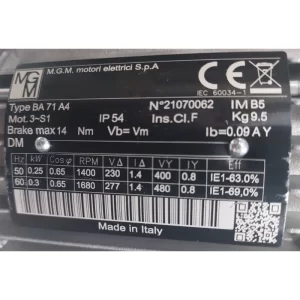 MGM
M.G.M. motori elettrici S.p.A
CE
IEC 60034-1
Type BA 71 A4 N°21070062 IM B5
Mot.3~S1 IP 54 Ins.Cl.F Kg 9.5
Brake max 14 Nm Vb= Vm Ib=0.09 A Y
DM
Hz kW Cos φ RPM V Δ I Δ V Y I Y Eff
50 0.25 0.65 1400 230 1.4 400 0.8 IE1-63.0%
60 0.3 0.65 1680 277 1.4 480 0.8 IE1-69.0%
Made in Italy